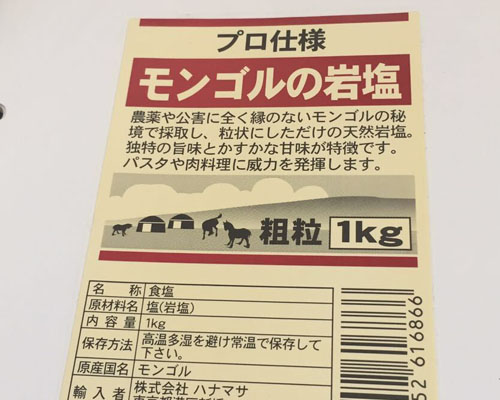 プロ仕様
モンゴルの岩塩
農薬や公害に全く縁のないモンゴルの秘
境で採取し、粒状にしただけの天然岩塩。
独特の旨味とかすかな甘味が特徴です。
パスタや肉料理に威力を発揮します。
粗粒 1kg
名 称 食塩
原材料名 塩(岩塩)
内容量 1kg
保存方法 高温多湿を避け常温で保存して
下さい。
原産国名 モンゴル
輸入者 株式会社 ハナマサ
52 616866